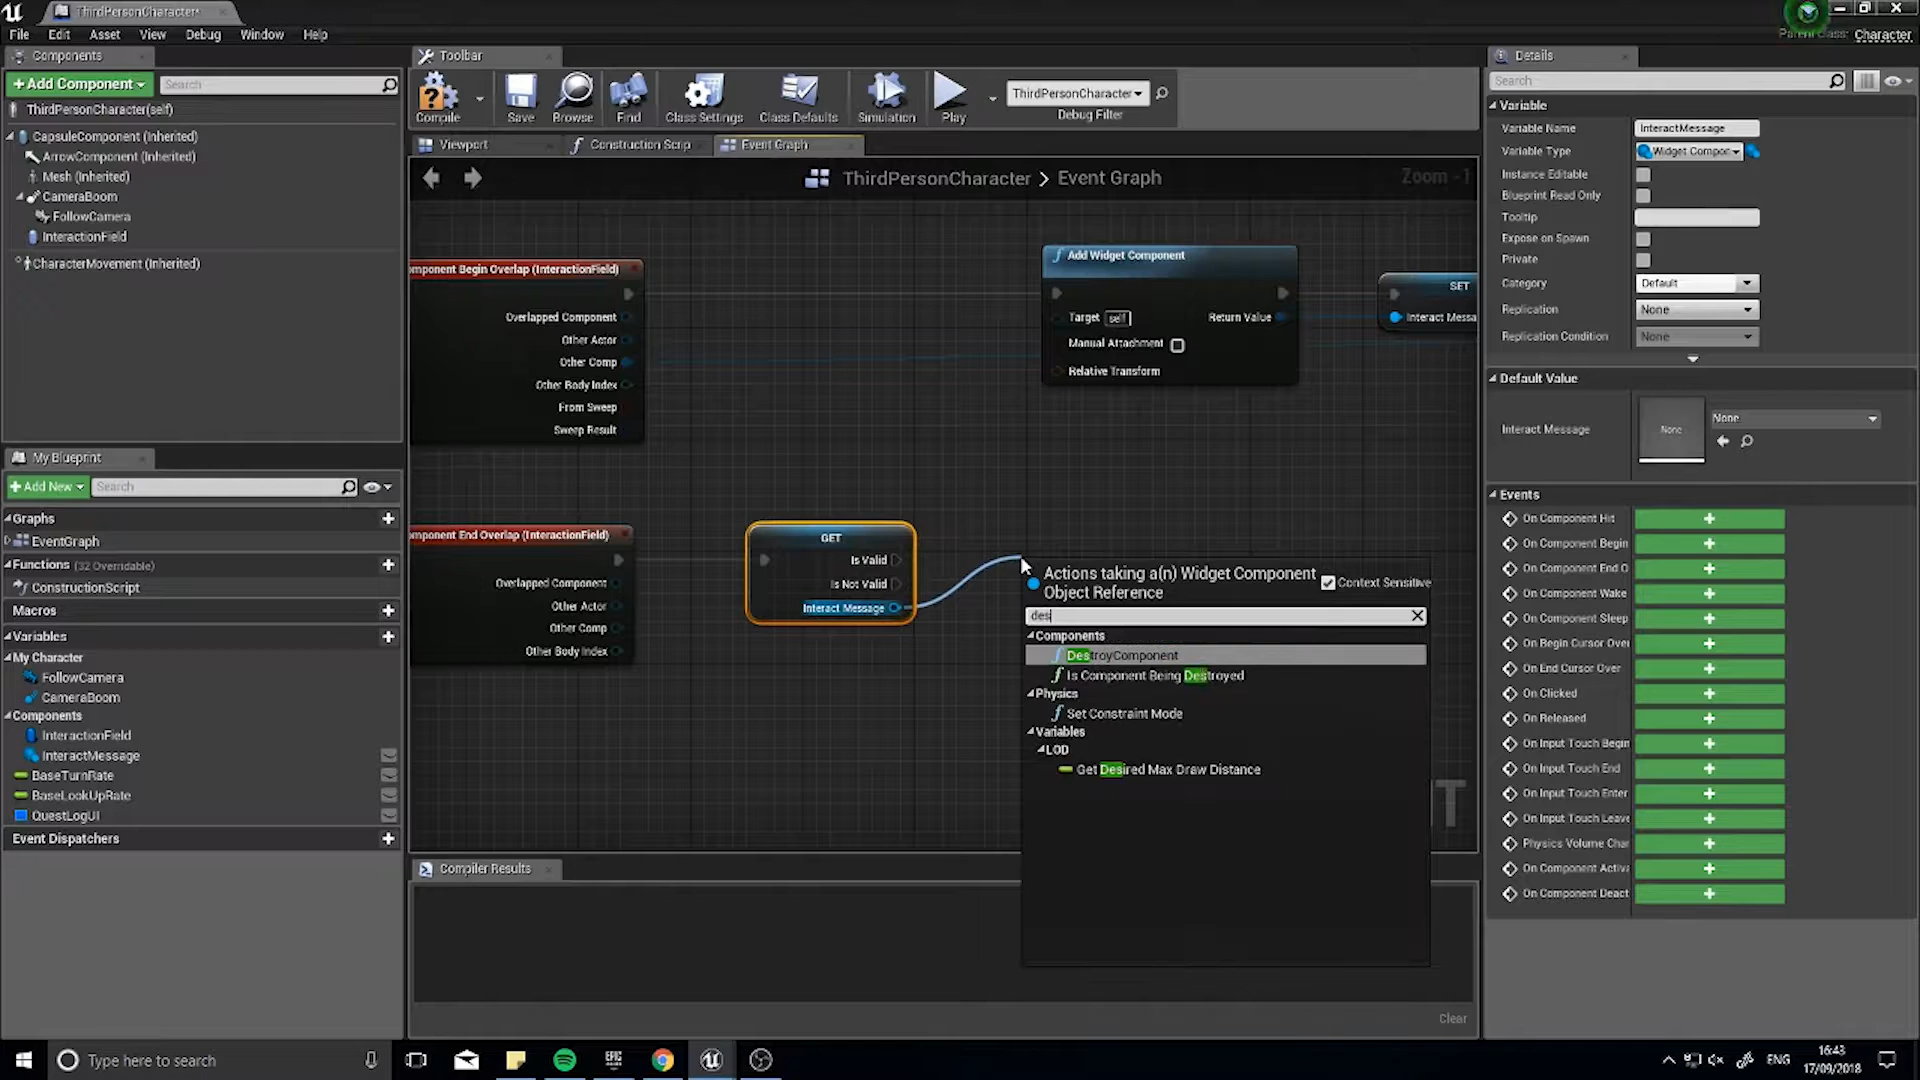 ThirdPersonCharacter
File Edit Asset View Debug Window Help
Parent class: Character
Components
+Add Component
Search
ThirdPersonCharacter(self)
CapsuleComponent (Inherited)
ArrowComponent (Inherited)
Mesh (Inherited)
CameraBoom
FollowCamera
InteractionField
CharacterMovement (Inherited)
My Blueprint
+Add New
Search
Graphs
EventGraph
Functions (32 Overridable)
ConstructionScript
Macros
Variables
My Character
FollowCamera
CameraBoom
Components
InteractionField
InteractMessage
BaseTurnRate
BaseLookUpRate
QuestLogUI
Event Dispatchers
Toolbar
Compile
Save
Browse
Find
Class Settings
Class Defaults
Simulation
Play
ThirdPersonCharacter
Debug Filter
Viewport
Construction Scrip
Event Graph
ThirdPersonCharacter > Event Graph
Zoom -1
mponent Begin Overlap (InteractionField)
Overlapped Component
Other Actor
Other Comp
Other Body Index
From Sweep
Sweep Result
Add Widget Component
Target self
Return Value
Manual Attachment
Relative Transform
SET
Interact Messa
mponent End Overlap (InteractionField)
Overlapped Component
Other Actor
Other Comp
Other Body Index
GET
Is Valid
Is Not Valid
Interact Message
Actions taking a(n) Widget Component
Object Reference
Context Sensitive
des
Components
DestroyComponent
Is Component Being Destroyed
Physics
Set Constraint Mode
Variables
LOD
Get Desired Max Draw Distance
T
Compiler Results
Clear
Details
Search
Variable
Variable Name InteractMessage
Variable Type Widget Compor
Instance Editable
Blueprint Read Only
Tooltip
Expose on Spawn
Private
Category Default
Replication None
Replication Condition None
Default Value
Interact Message
None
None
Events
On Component Hit
On Component Begin
On Component End O
On Component Wake
On Component Sleep
On Begin Cursor Over
On End Cursor Over
On Clicked
On Released
On Input Touch Begin
On Input Touch End
On Input Touch Enter
On Input Touch Leave
Physics Volume Char
On Component Activa
On Component Deact
Type here to search
EPIC
ENG
16:43
17/09/2018